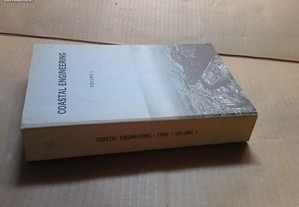 COASTAL ENGINEERING
VOLUME 1
COASTAL ENGINEERING - 1998 - VOLUME 1